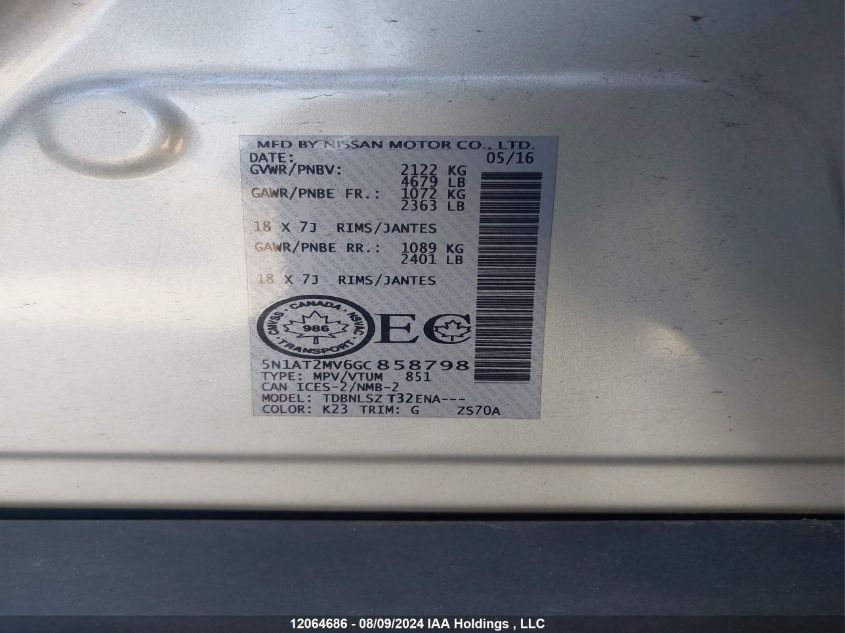 MFD BY NISSAN MOTOR CO., LTD.
DATE: 05/16
GVWR/PNBV: 2122 KG
4679 LB
GAWR/PNBE FR.: 1072 KG
2363 LB
18 X 7J RIMS/JANTES
GAWR/PNBE RR.: 1089 KG
2401 LB
18 X 7J RIMS/JANTES
CMVSS · CANADA · NSVAC
986
· TRANSPORT ·
EC
5N1AT2MV6GC858798
TYPE: MPV/VTUM 851
CAN ICES-2/NMB-2
MODEL: TDBNLSZ T32ENA---
COLOR: K23 TRIM: G ZS70A
12064686 - 08/09/2024 IAA Holdings , LLC